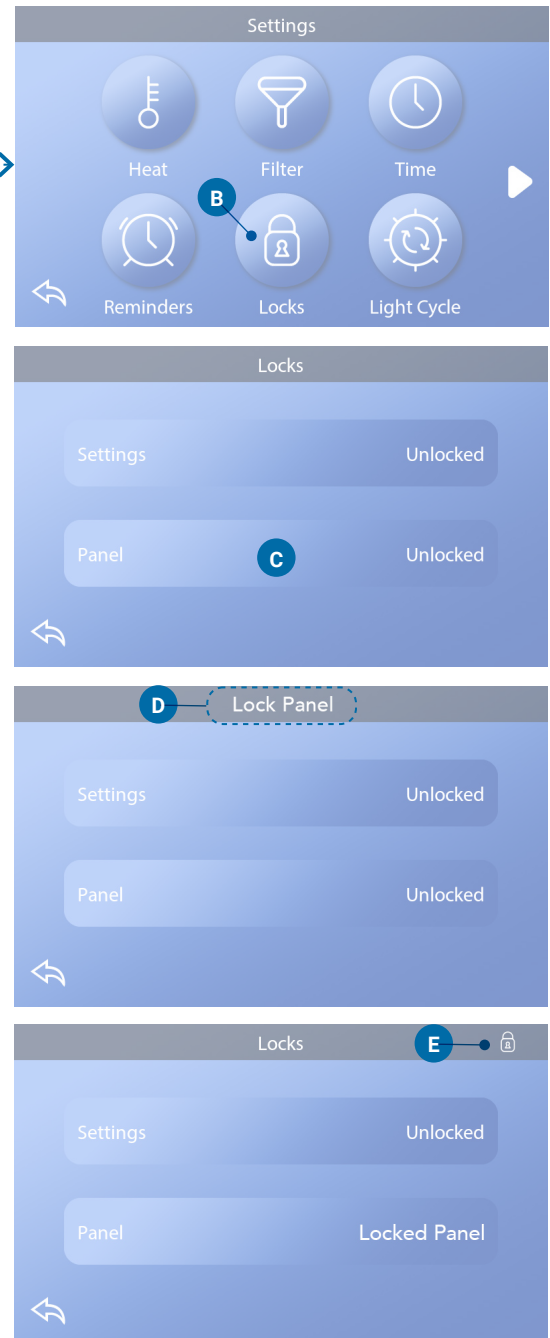 Settings
Heat Filter Time
B
Reminders Locks Light Cycle
Locks
Settings Unlocked
Panel C Unlocked
D Lock Panel
Settings Unlocked
Panel Unlocked
Locks E
Settings Unlocked
Panel Locked Panel